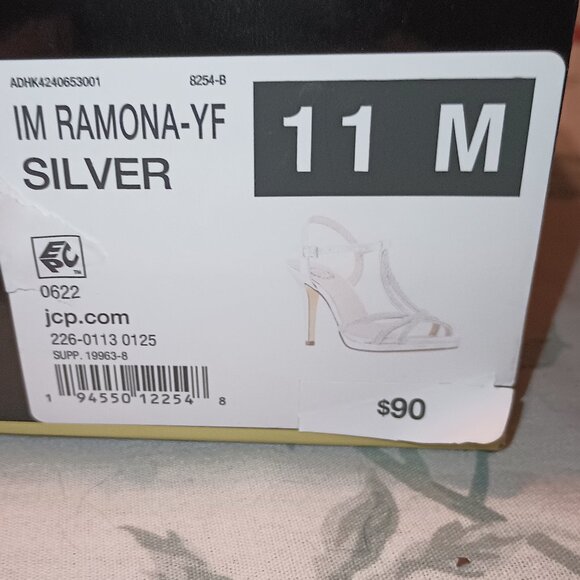 ADHK4240653001 8254-B
IM RAMONA-YF
SILVER
11 M
EPC™
0622
jcp.com
226-0113 0125
SUPP. 19963-8
1 94550 12254 8
$90